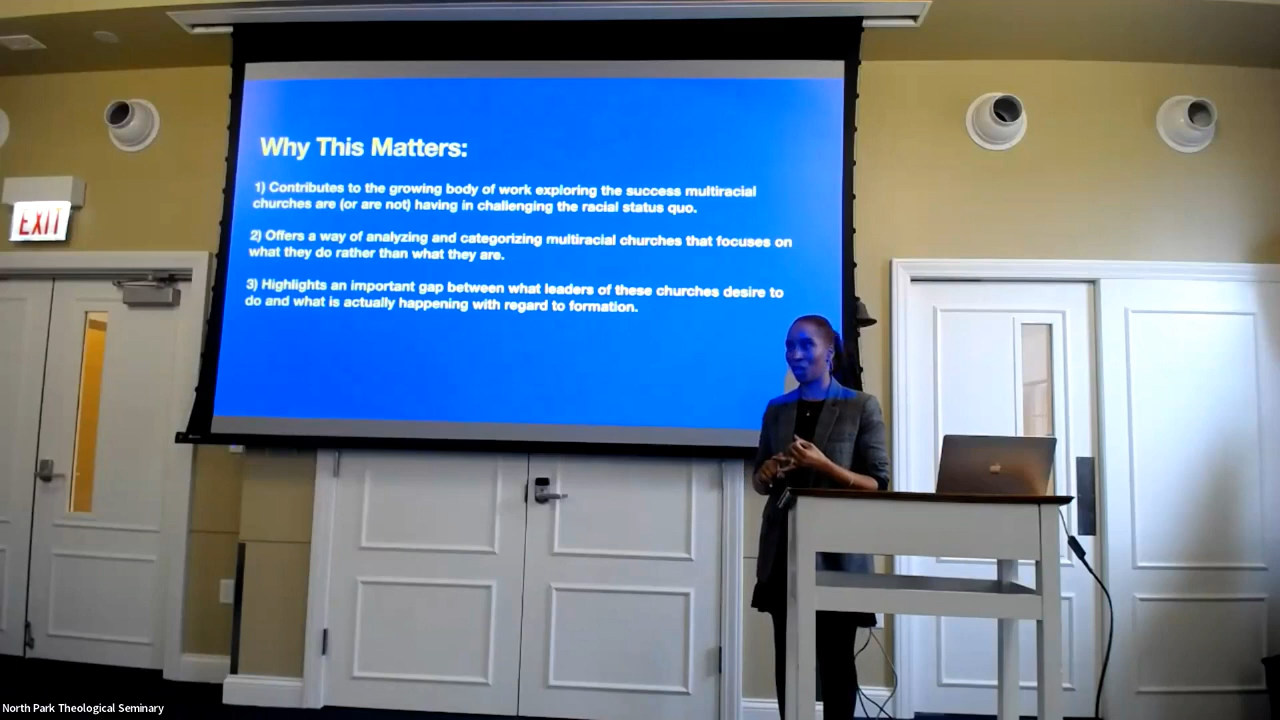 Why This Matters:
1) Contributes to the growing body of work exploring the success multiracial
churches are (or are not) having in challenging the racial status quo.
2) Offers a way of analyzing and categorizing multiracial churches that focuses on
what they do rather than what they are.
3) Highlights an important gap between what leaders of these churches desire to
do and what is actually happening with regard to formation.
EXIT
North Park Theological Seminary